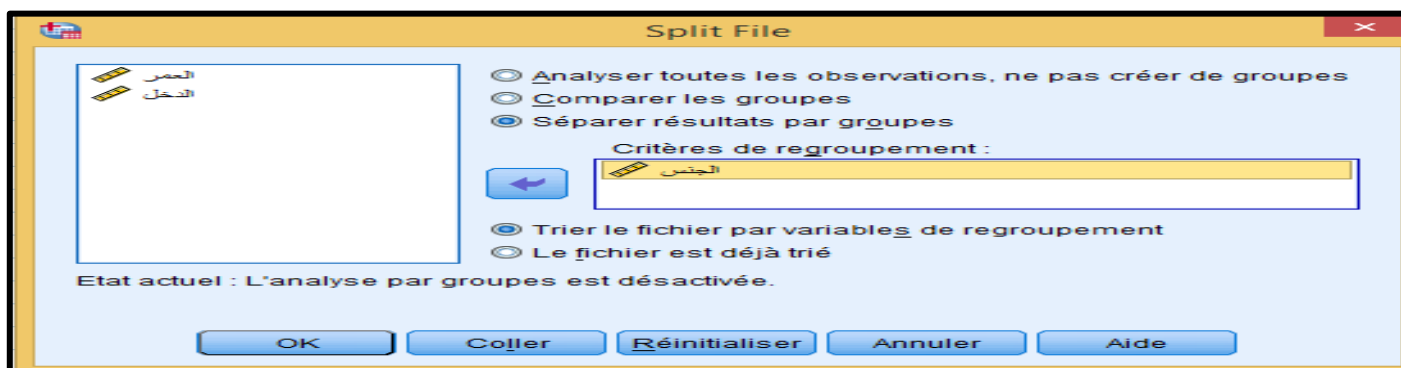 Split File
العمر
الدخل
Analyser toutes les observations, ne pas créer de groupes
Comparer les groupes
Séparer résultats par groupes
Critères de regroupement :
الجنس
Trier le fichier par variables de regroupement
Le fichier est déjà trié
Etat actuel : L'analyse par groupes est désactivée.
OK Coller Réinitialiser Annuler Aide